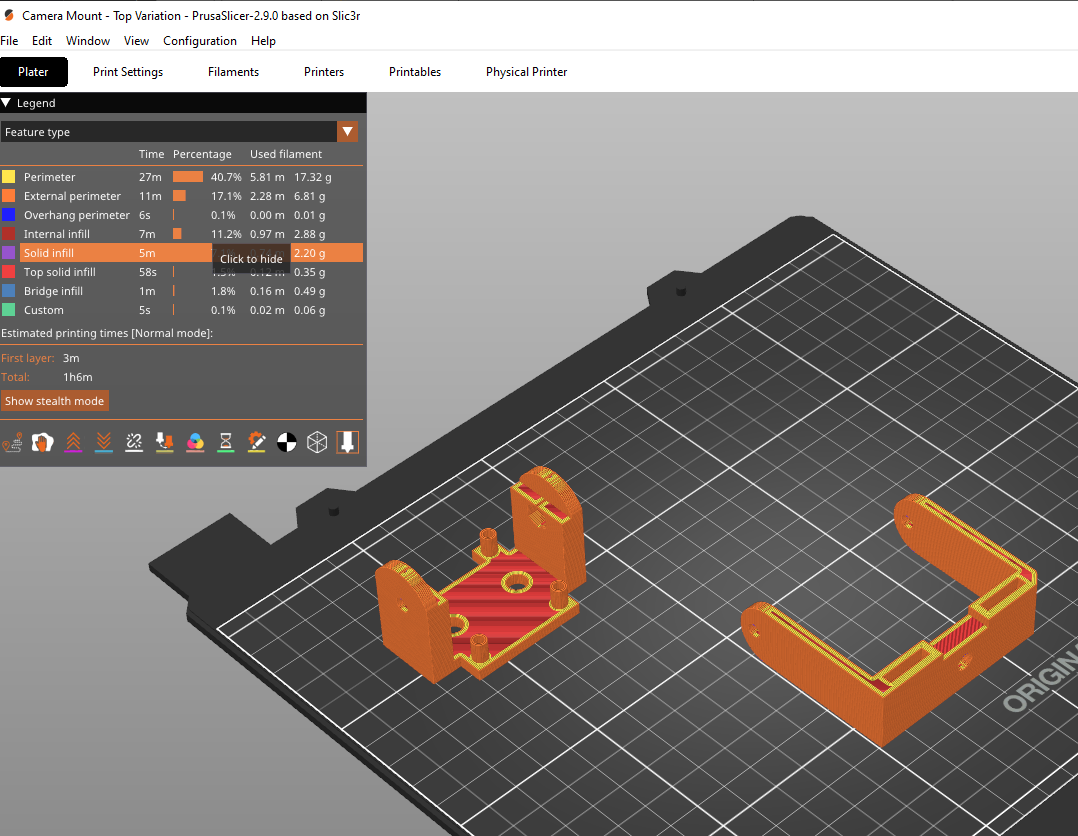 Camera Mount - Top Variation - PrusaSlicer-2.9.0 based on Slic3r
File Edit Window View Configuration Help
Plater Print Settings Filaments Printers Printables Physical Printer
Legend
Feature type
Time Percentage Used filament
Perimeter 27m 40.7% 5.81 m 17.32 g
External perimeter 11m 17.1% 2.28 m 6.81 g
Overhang perimeter 6s 0.1% 0.00 m 0.01 g
Internal infill 7m 11.2% 0.97 m 2.88 g
Solid infill 5m 2.20 g
Click to hide
Top solid infill 58s 1.5% 0.12 m 0.35 g
Bridge infill 1m 1.8% 0.16 m 0.49 g
Custom 5s 0.1% 0.02 m 0.06 g
Estimated printing times [Normal mode]:
First layer: 3m
Total: 1h6m
Show stealth mode